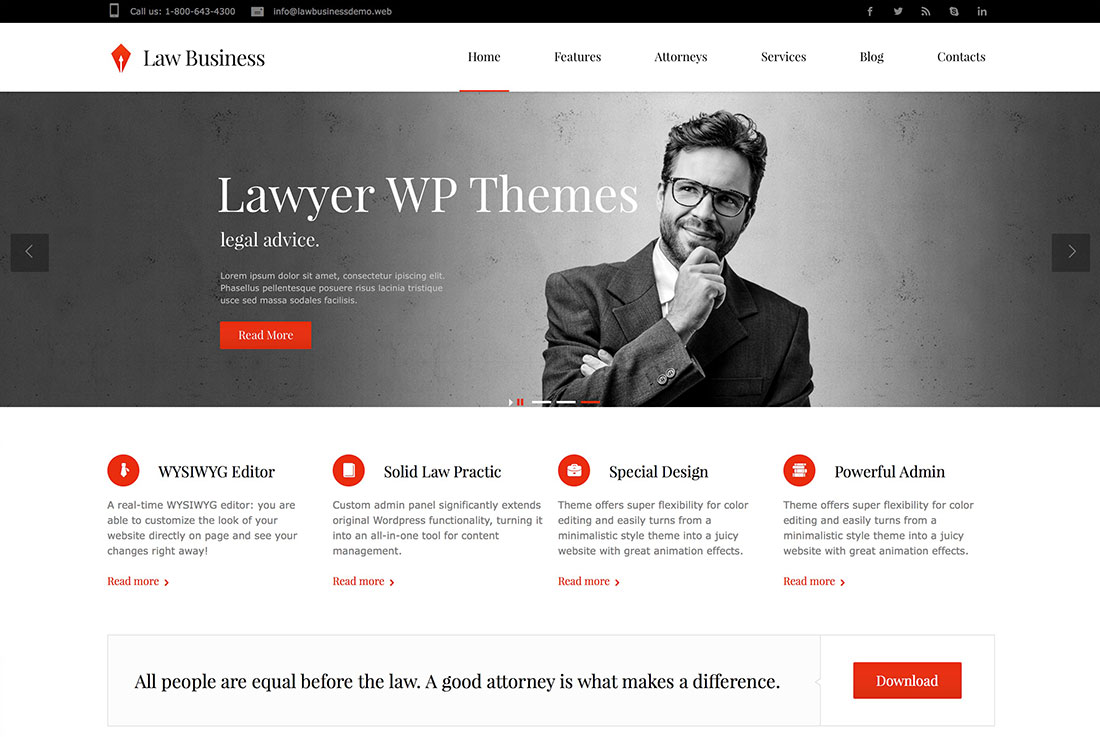 Call us: 1-800-643-4300 info@lawbusinessdemo.web
Law Business
Home Features Attorneys Services Blog Contacts
Lawyer WP Themes
legal advice.
Lorem ipsum dolor sit amet, consectetur ipiscing elit.
Phasellus pellentesque posuere risus lacinia tristique
usce sed massa sodales facilisis.
Read More
WYSIWYG Editor
A real-time WYSIWYG editor: you are
able to customize the look of your
website directly on page and see your
changes right away!
Read more
Solid Law Practic
Custom admin panel significantly extends
original Wordpress functionality, turning it
into an all-in-one tool for content
management.
Read more
Special Design
Theme offers super flexibility for color
editing and easily turns from a
minimalistic style theme into a juicy
website with great animation effects.
Read more
Powerful Admin
Theme offers super flexibility for color
editing and easily turns from a
minimalistic style theme into a juicy
website with great animation effects.
Read more
All people are equal before the law. A good attorney is what makes a difference.
Download